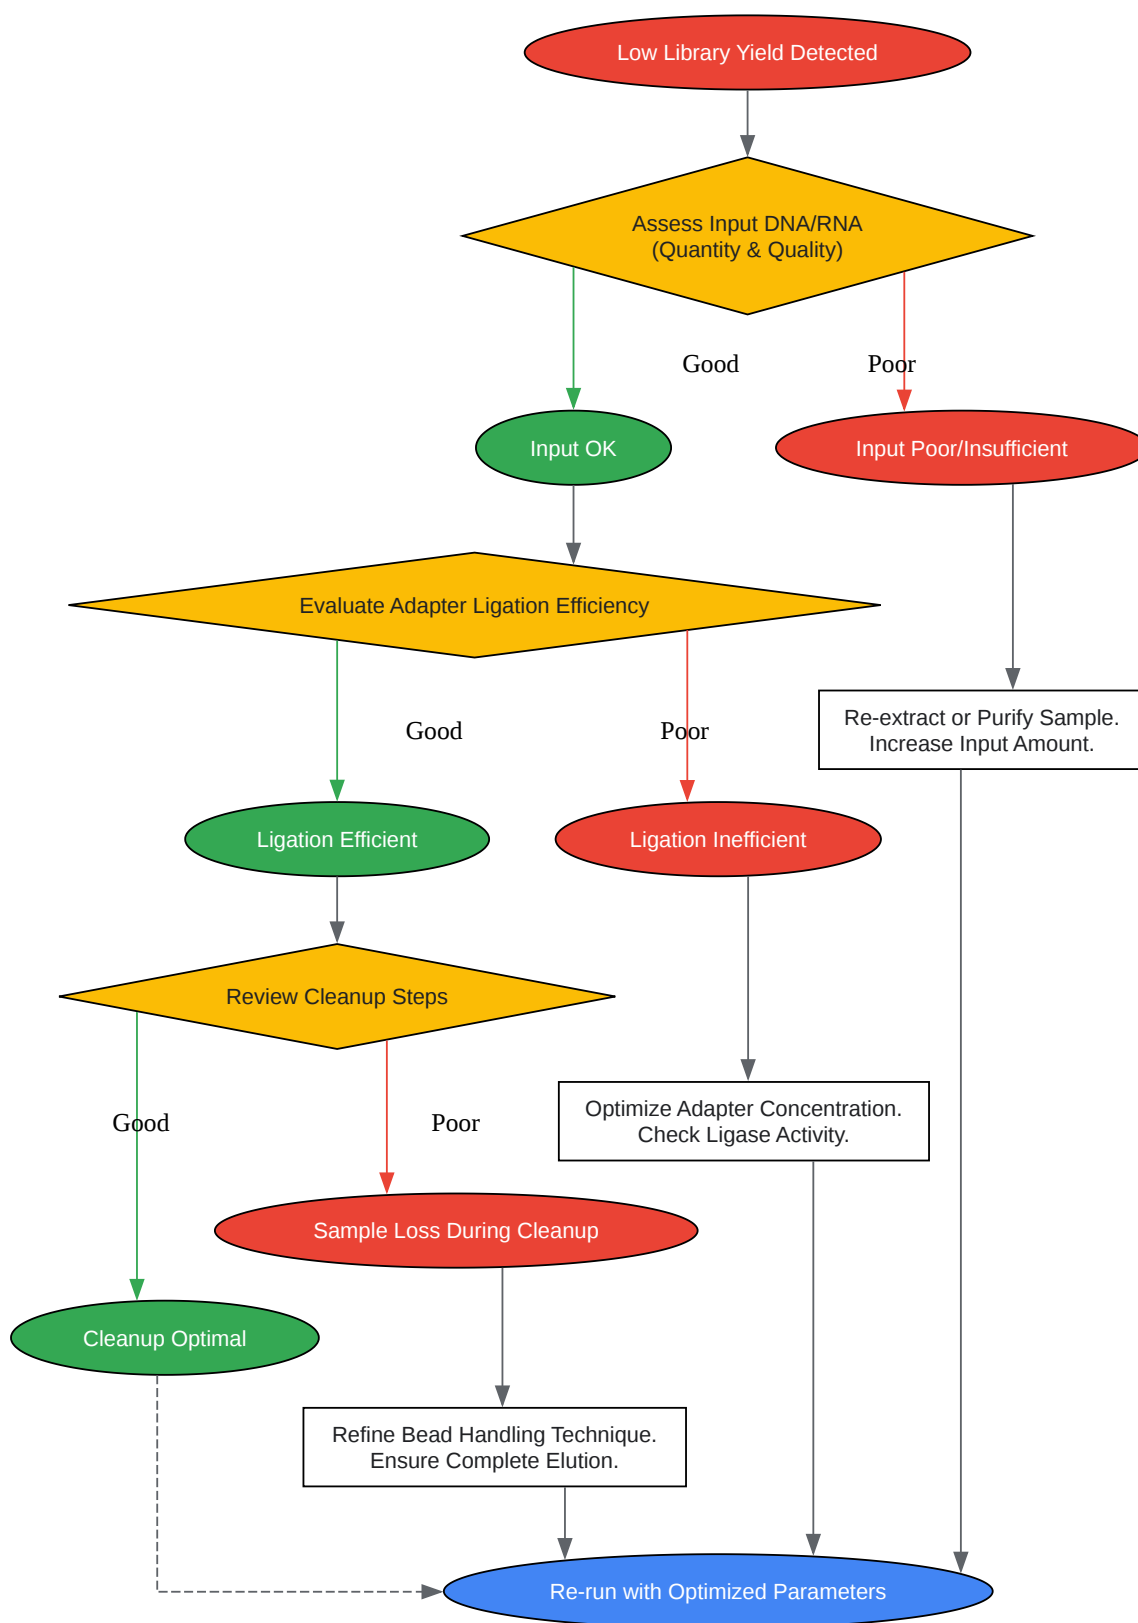 Low Library Yield Detected
Assess Input DNA/RNA
(Quantity & Quality)
Good
Poor
Input OK
Input Poor/Insufficient
Evaluate Adapter Ligation Efficiency
Good
Poor
Re-extract or Purify Sample.
Increase Input Amount.
Ligation Efficient
Ligation Inefficient
Review Cleanup Steps
Good
Poor
Optimize Adapter Concentration.
Check Ligase Activity.
Sample Loss During Cleanup
Cleanup Optimal
Refine Bead Handling Technique.
Ensure Complete Elution.
Re-run with Optimized Parameters